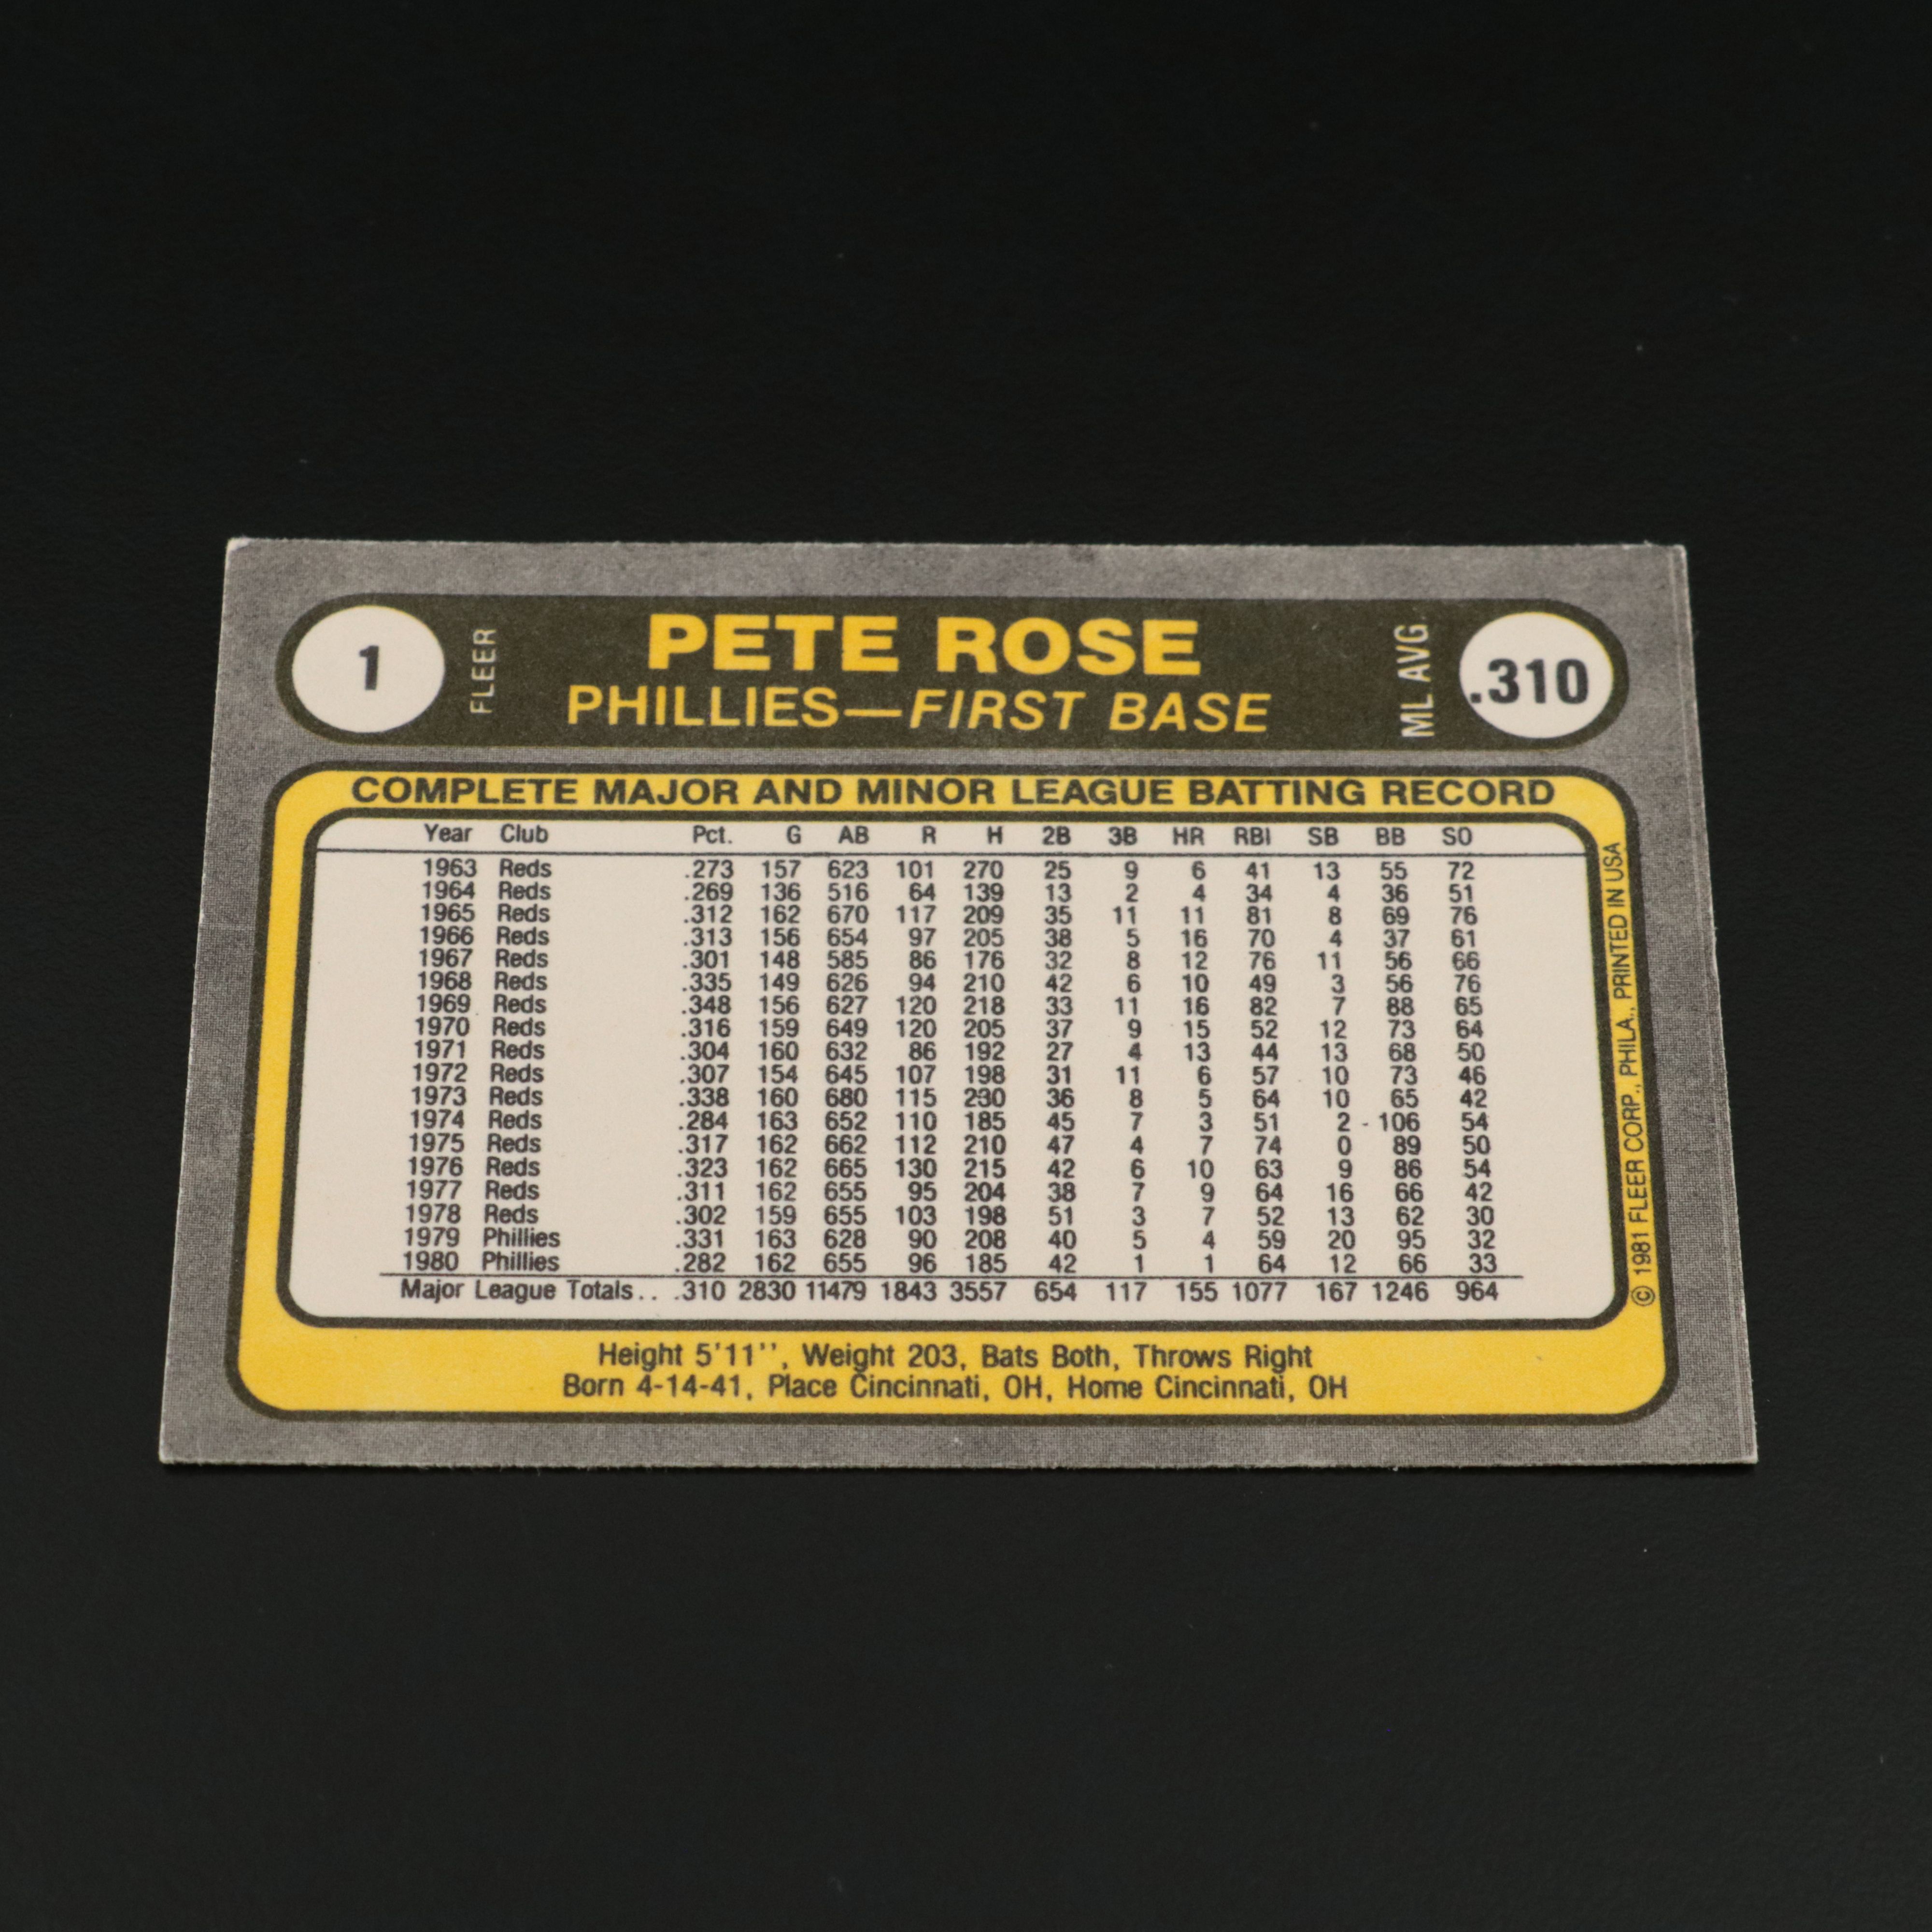 1 FLEER PETE ROSE ML AVG .310
PHILLIES—FIRST BASE
COMPLETE MAJOR AND MINOR LEAGUE BATTING RECORD
Year Club Pct. G AB R H 2B 3B HR RBI SB BB SO
1963 Reds .273 157 623 101 270 25 9 6 41 13 55 72
1964 Reds .269 136 516 64 139 13 2 4 34 4 36 51
1965 Reds .312 162 670 117 209 35 11 11 81 8 69 76
1966 Reds .313 156 654 97 205 38 5 16 70 4 37 61
1967 Reds .301 148 585 86 176 32 8 12 76 11 56 66
1968 Reds .335 149 626 94 210 42 6 10 49 3 56 76
1969 Reds .348 156 627 120 218 33 11 16 82 7 88 65
1970 Reds .316 159 649 120 205 37 9 15 52 12 73 64
1971 Reds .304 160 632 86 192 27 4 13 44 13 68 50
1972 Reds .307 154 645 107 198 31 11 6 57 10 73 46
1973 Reds .338 160 680 115 230 36 8 5 64 10 65 42
1974 Reds .284 163 652 110 185 45 7 3 51 2 106 54
1975 Reds .317 162 662 112 210 47 4 7 74 0 89 50
1976 Reds .323 162 665 130 215 42 6 10 63 9 86 54
1977 Reds .311 162 655 95 204 38 7 9 64 16 66 42
1978 Reds .302 159 655 103 198 51 3 7 52 13 62 30
1979 Phillies .331 163 628 90 208 40 5 4 59 20 95 32
1980 Phillies .282 162 655 96 185 42 1 1 64 12 66 33
Major League Totals.. .310 2830 11479 1843 3557 654 117 155 1077 167 1246 964
Height 5'11'', Weight 203, Bats Both, Throws Right
Born 4-14-41, Place Cincinnati, OH, Home Cincinnati, OH
© 1981 FLEER CORP., PHILA., PRINTED IN USA